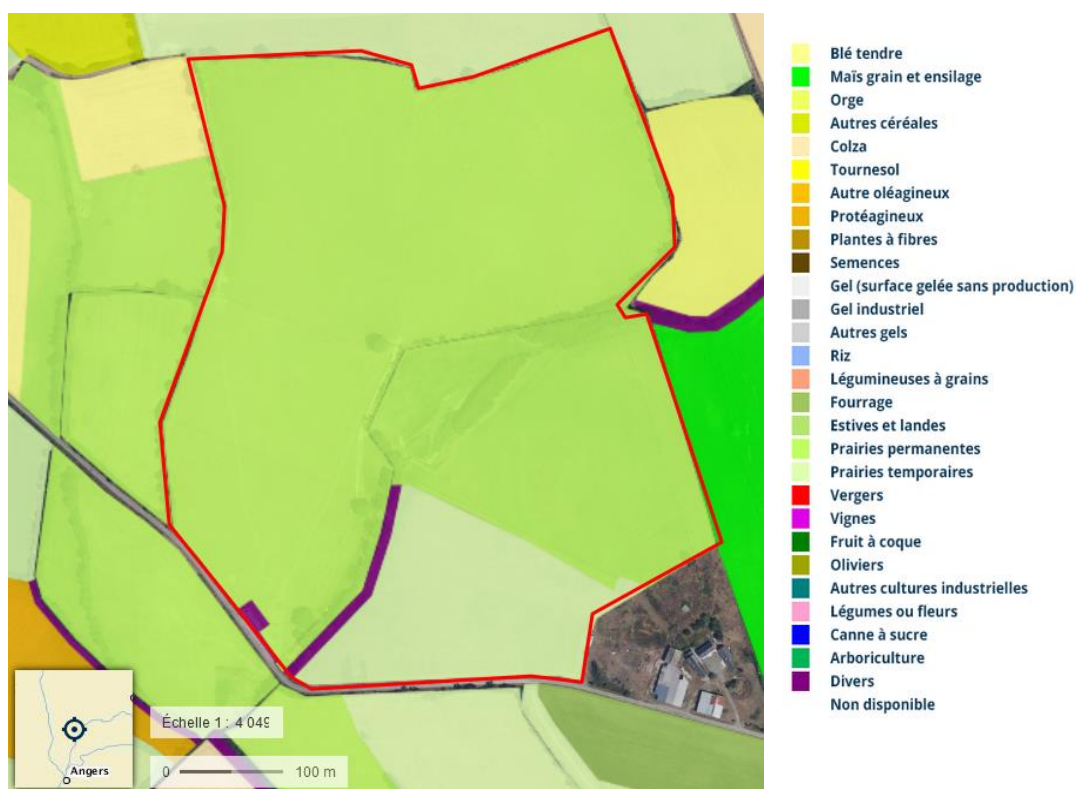 Blé tendre
Maïs grain et ensilage
Orge
Autres céréales
Colza
Tournesol
Autre oléagineux
Protéagineux
Plantes à fibres
Semences
Gel (surface gelée sans production)
Gel industriel
Autres gels
Riz
Légumineuses à grains
Fourrage
Estives et landes
Prairies permanentes
Prairies temporaires
Vergers
Vignes
Fruit à coque
Oliviers
Autres cultures industrielles
Légumes ou fleurs
Canne à sucre
Arboriculture
Divers
Non disponible
Échelle 1 : 4 049
Angers
0 100 m